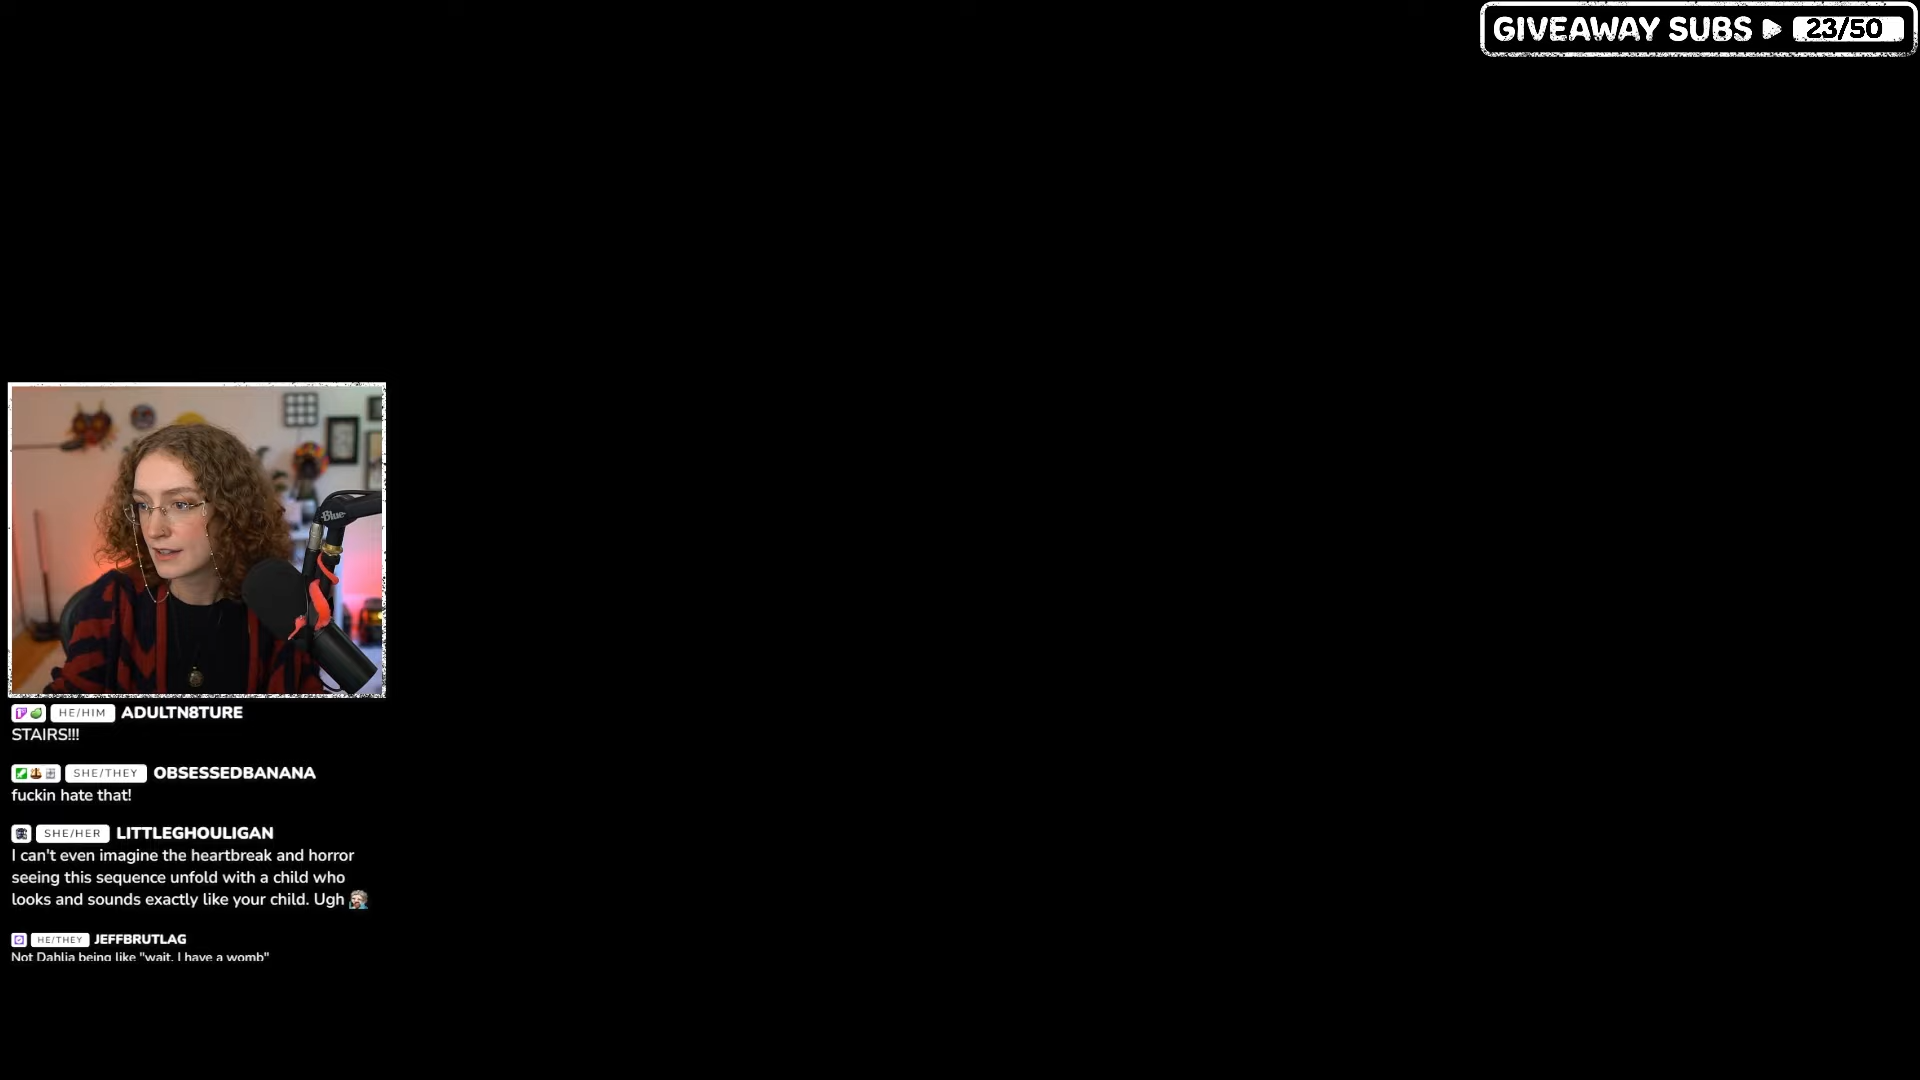 GIVEAWAY SUBS 23/50
Blue
HE/HIM ADULTN8TURE
STAIRS!!!
SHE/THEY OBSESSEDBANANA
fuckin hate that!
SHE/HER LITTLEGHOULIGAN
I can't even imagine the heartbreak and horror
seeing this sequence unfold with a child who
looks and sounds exactly like your child. Ugh
HE/THEY JEFFBRUTLAG
Not Dahlia being like "wait, I have a womb"